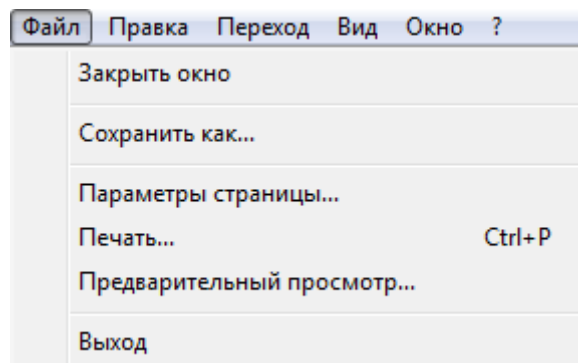 Файл Правка Переход Вид Окно ?
Закрыть окно
Сохранить как...
Параметры страницы...
Печать... Ctrl+P
Предварительный просмотр...
Выход